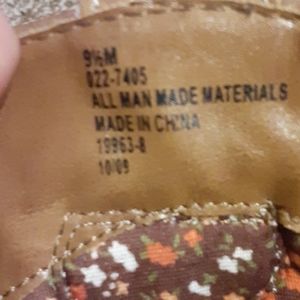 9½M
022-7405
ALL MAN MADE MATERIALS
MADE IN CHINA
19963-8
10/09